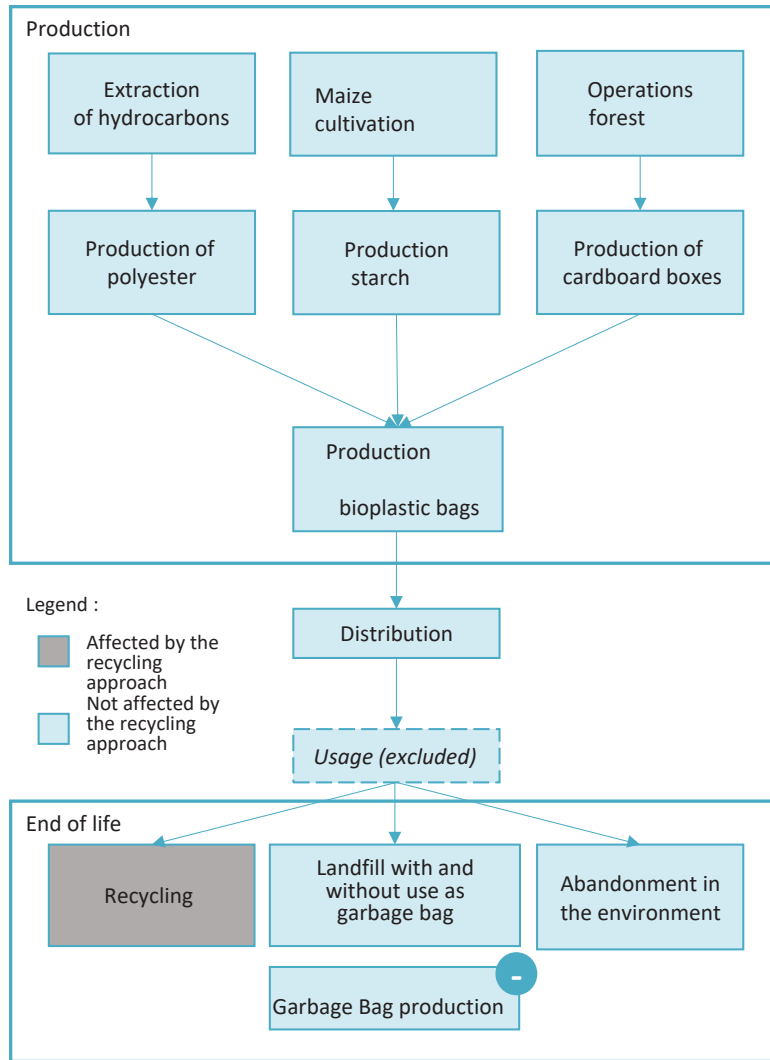 Production
Extraction
of hydrocarbons
Maize
cultivation
Operations
forest
Production of
polyester
Production
starch
Production of
cardboard boxes
Production
bioplastic bags
Legend :
Affected by the
recycling
approach
Not affected by
the recycling
approach
Distribution
Usage (excluded)
End of life
Recycling
Landfill with and
without use as
garbage bag
Abandonment in
the environment
-
Garbage Bag production